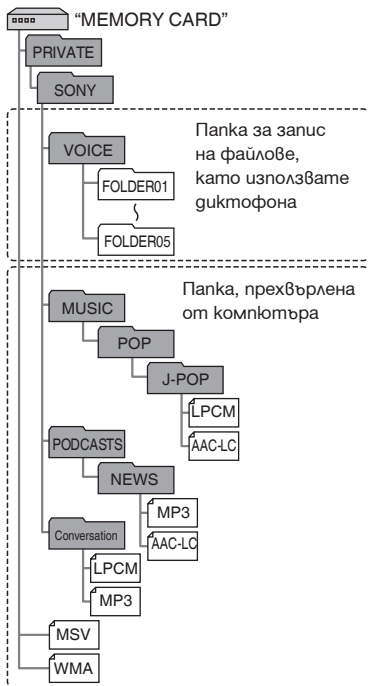 “MEMORY CARD”
PRIVATE
SONY
VOICE
FOLDER01
FOLDER05
Папка за запис
на файлове,
като използвате
диктофона
Папка, прехвърлена
от компютъра
MUSIC
POP
J-POP
LPCM
AAC-LC
PODCASTS
NEWS
MP3
AAC-LC
Conversation
LPCM
MP3
MSV
WMA